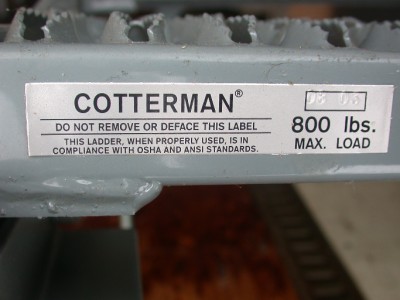 COTTERMAN®
DO NOT REMOVE OR DEFACE THIS LABEL
THIS LADDER, WHEN PROPERLY USED, IS IN
COMPLIANCE WITH OSHA AND ANSI STANDARDS.
800 lbs.
MAX. LOAD